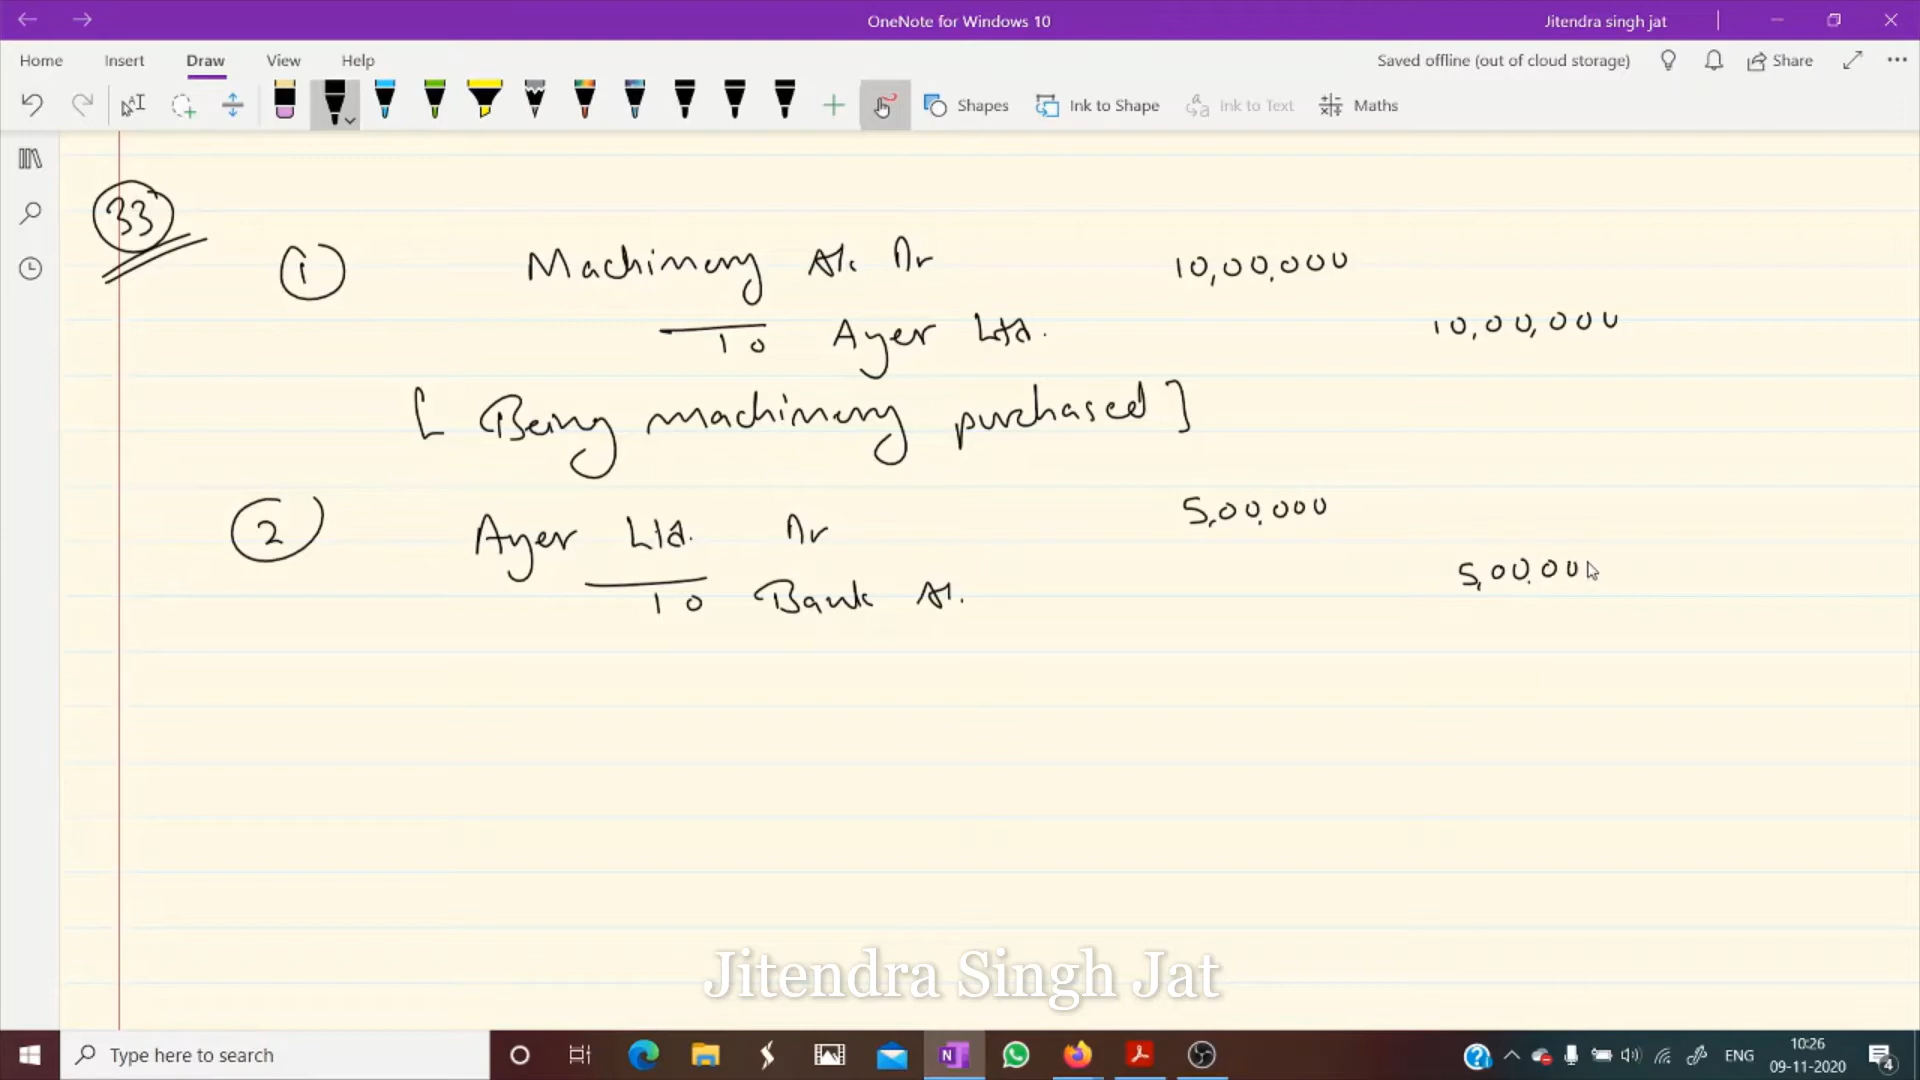 OneNote for Windows 10
Jitendra singh jat
Home Insert Draw View Help
Saved offline (out of cloud storage)
Share
Shapes Ink to Shape Ink to Text Maths
33
1 Machinery A/c Dr 10,00,000
To Ayer Ltd. 10,00,000
[ Being machinery purchased ]
2 Ayer Ltd. Dr 5,00,000
To Bank A/c. 5,00,000
Jitendra Singh Jat
Type here to search
ENG
10:26
09-11-2020
4